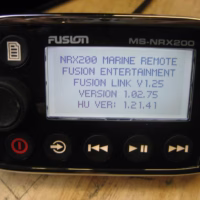 FUSION MS-NRX200
NRX200 MARINE REMOTE
FUSION ENTERTAINMENT
FUSION LINK V1.25
VERSION 1.02.75
HU VER: 1.21.41